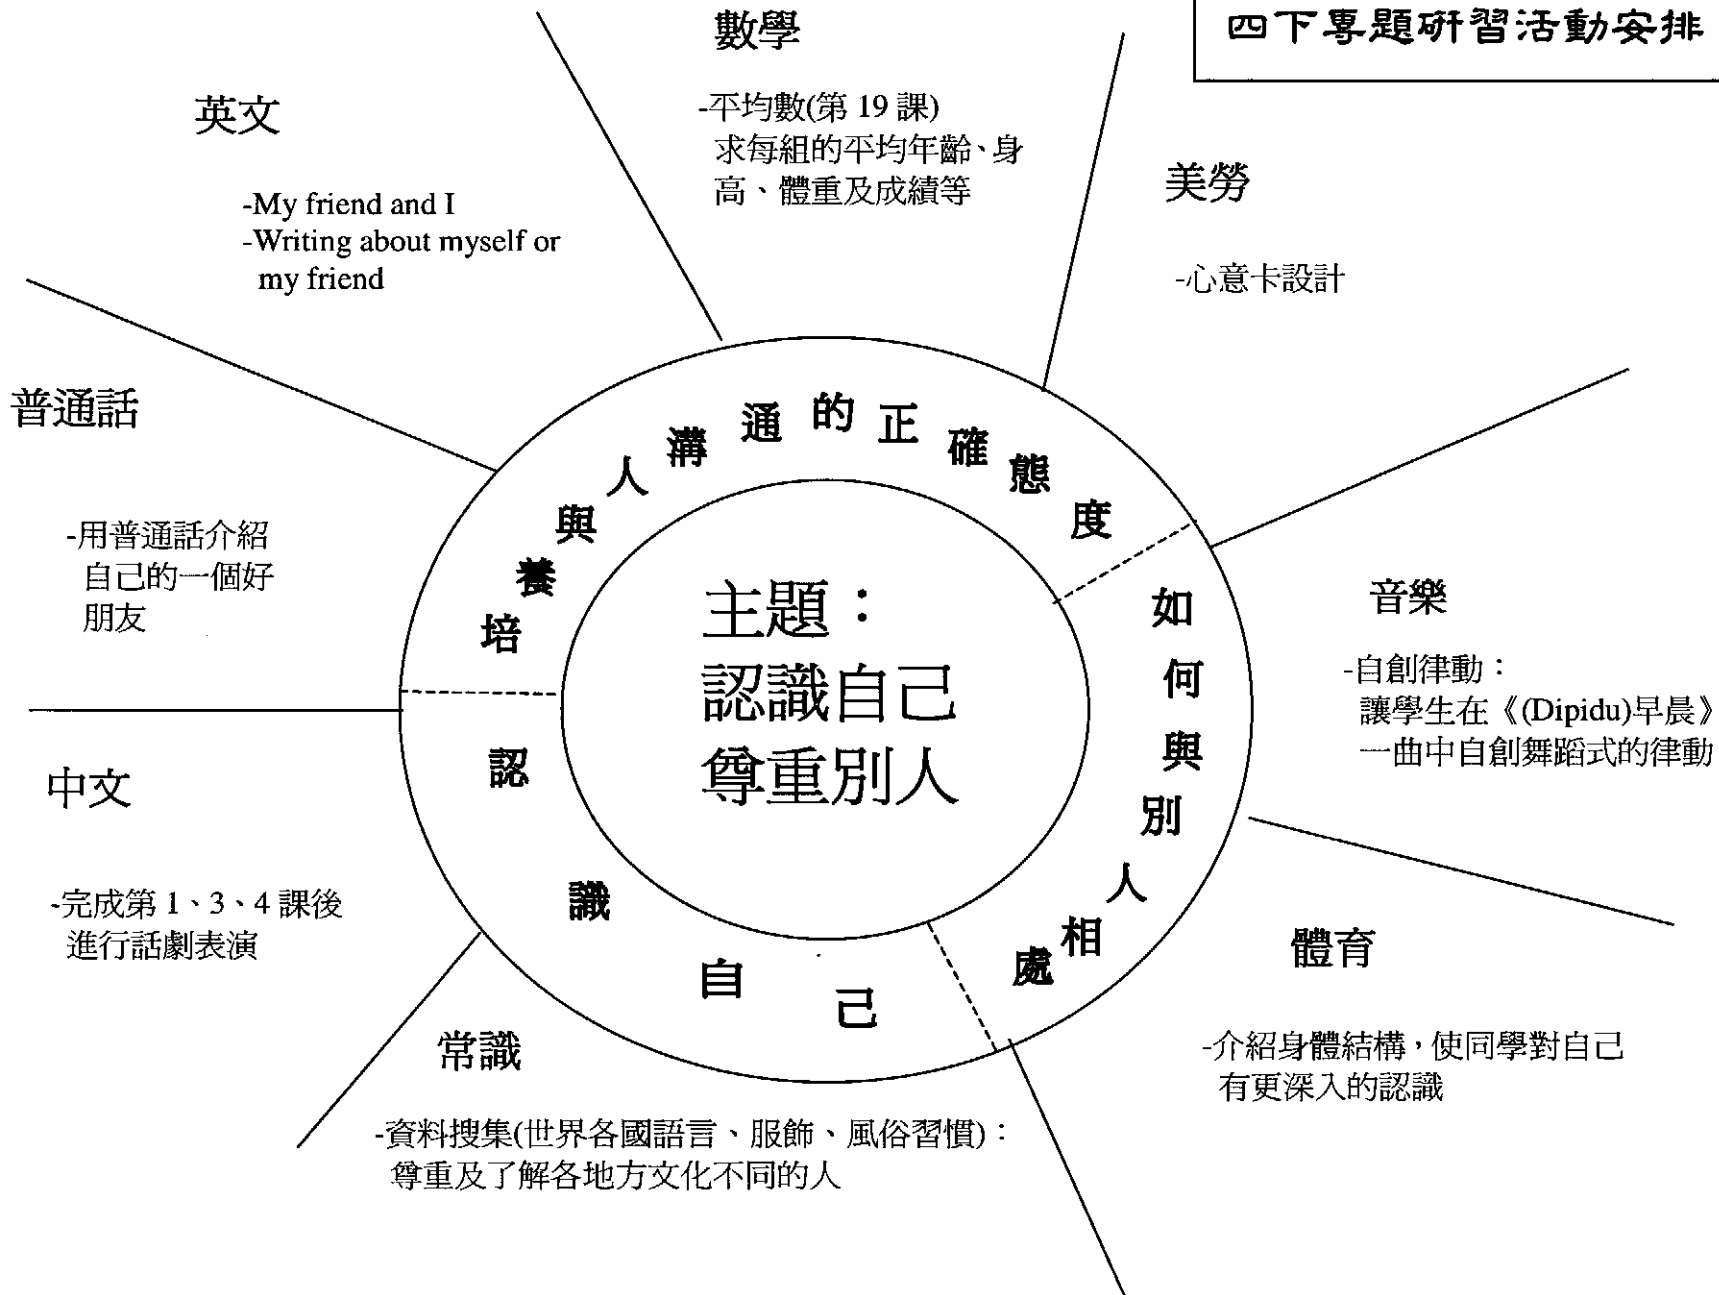 四下專題研習活動安排
數學
-平均數(第 19 課)
求每組的平均年齡、身
高、體重及成績等
英文
-My friend and I
-Writing about myself or
my friend
美勞
-心意卡設計
普通話
-用普通話介紹
自己的一個好
朋友
培養與人溝通的正確態度
如何與別人相處
認識自己
主題：
認識自己
尊重別人
音樂
-自創律動：
讓學生在《(Dipidu)早晨》
一曲中自創舞蹈式的律動
中文
-完成第 1、3、4 課後
進行話劇表演
體育
-介紹身體結構，使同學對自己
有更深入的認識
常識
-資料搜集(世界各國語言、服飾、風俗習慣)：
尊重及了解各地方文化不同的人